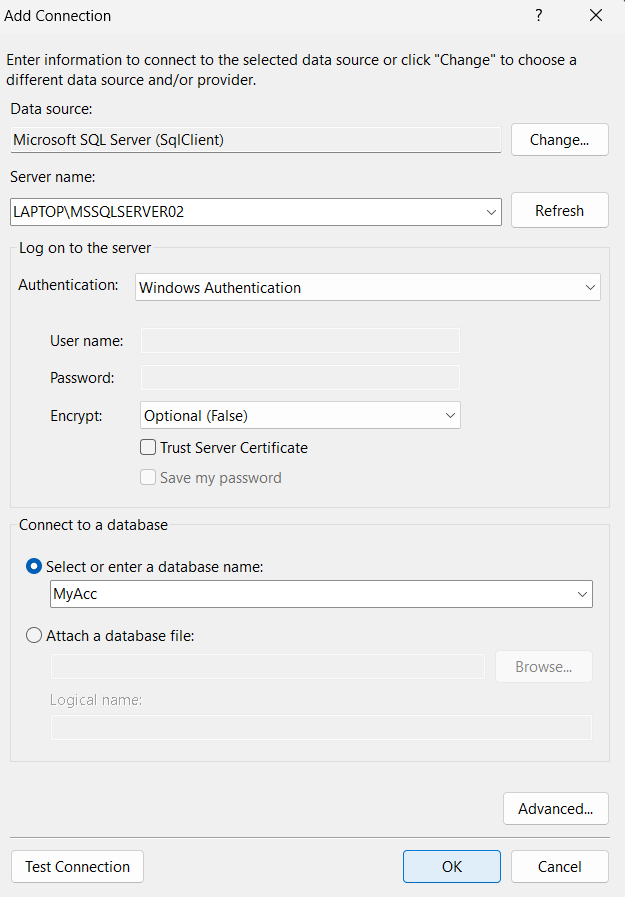 Add Connection
?
Enter information to connect to the selected data source or click "Change" to choose a
different data source and/or provider.
Data source:
Microsoft SQL Server (SqlClient)
Change...
Server name:
LAPTOP\MSSQLSERVER02
Refresh
Log on to the server
Authentication:
Windows Authentication
User name:
Password:
Encrypt:
Optional (False)
Trust Server Certificate
Save my password
Connect to a database
Select or enter a database name:
MyAcc
Attach a database file:
Browse...
Logical name:
Advanced...
Test Connection
OK
Cancel